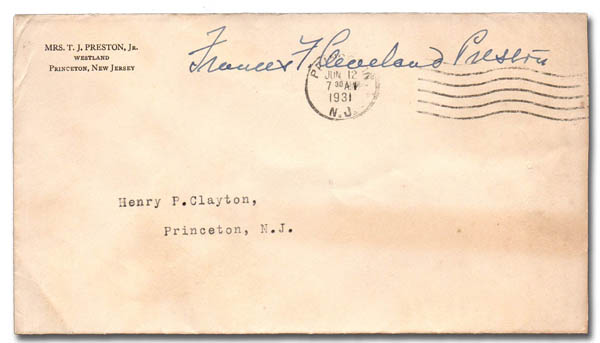 MRS. T. J. PRESTON, JR.
WESTLAND
PRINCETON, NEW JERSEY
Frances F. Cleveland Preston
JUN 12
7 30 AM
1931
N.J.
Henry P.Clayton,
Princeton, N.J.